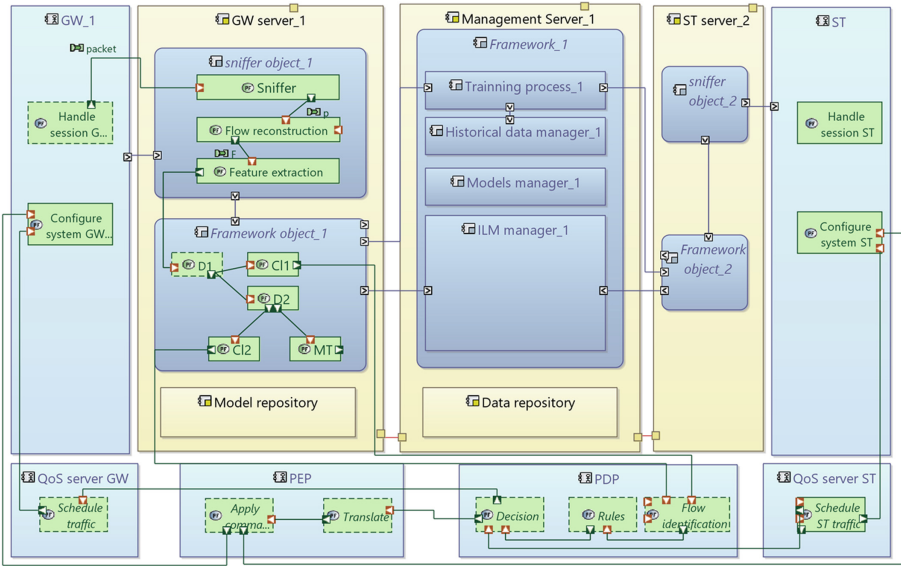 GW_1
GW server_1
Management Server_1
ST server_2
ST
packet
sniffer object_1
Framework_1
Sniffer
Trainning process_1
sniffer
object_2
Handle
session G...
p
Flow reconstruction
Historical data manager_1
Handle
session ST
F
Feature extraction
Models manager_1
Configure
system GW...
Framework object_1
ILM manager_1
Configure
system ST
Framework
object_2
D1
Cl1
D2
Cl2
MT
Model repository
Data repository
QoS server GW
PEP
PDP
QoS server ST
Schedule
traffic
Apply
comma...
Translate
Decision
Rules
Flow
identification
Schedule
ST traffi...